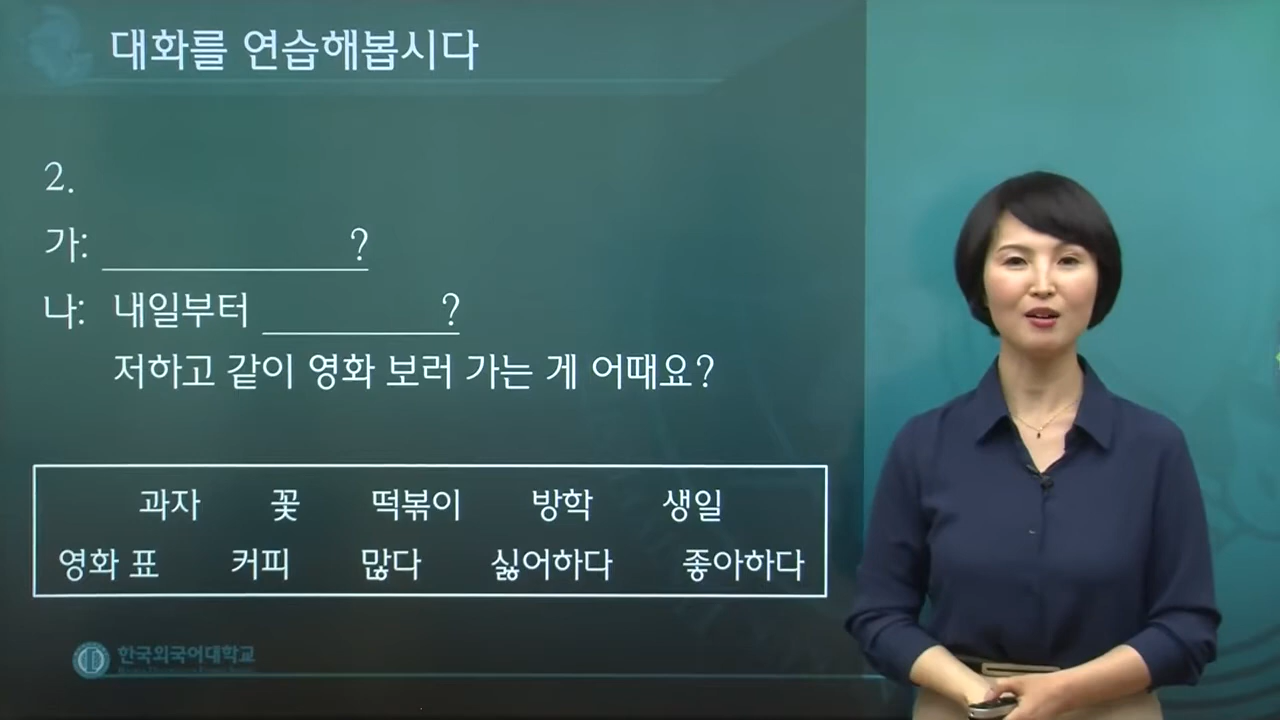 대화를 연습해봅시다
2.
가: ?
나: 내일부터 ?
저하고 같이 영화 보러 가는 게 어때요?
과자 꽃 떡볶이 방학 생일
영화 표 커피 많다 싫어하다 좋아하다
한국외국어대학교